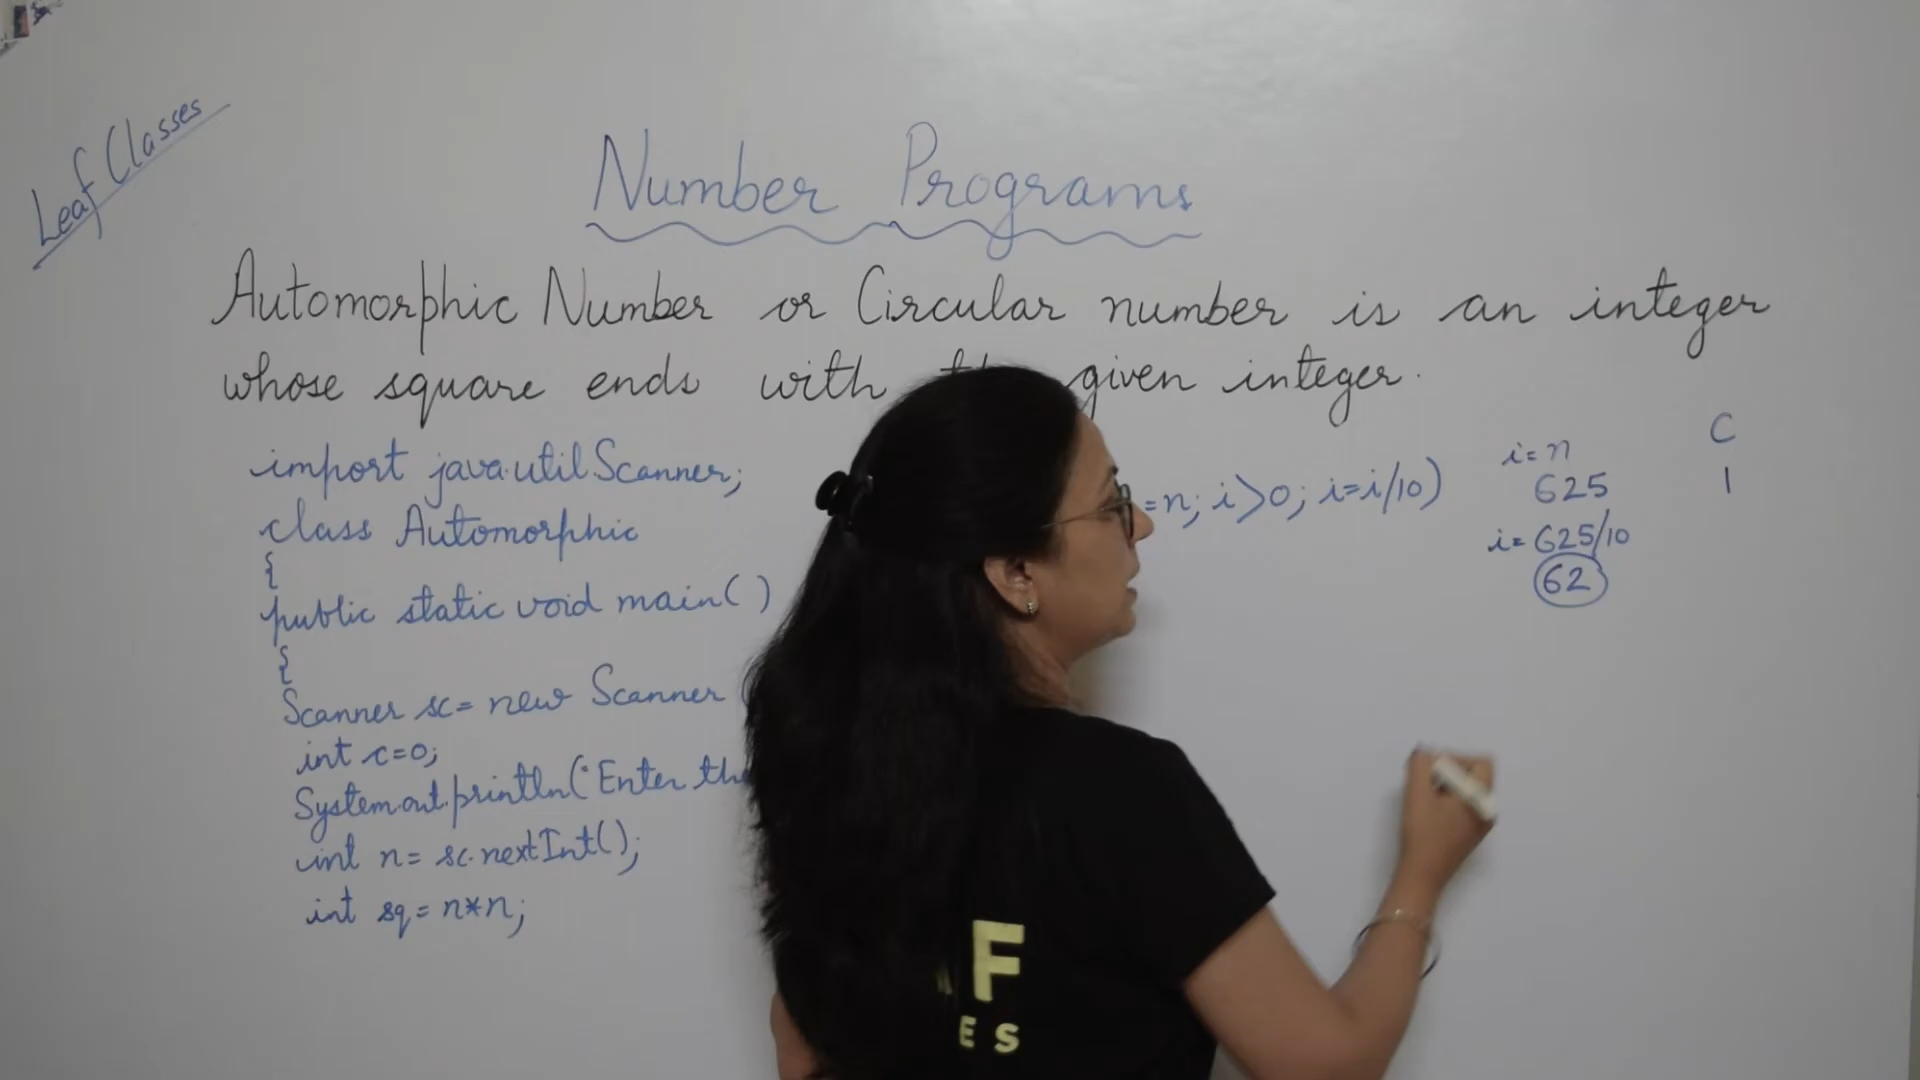 Leaf Classes
Number Programs
Automorphic Number or Circular number is an integer
whose square ends with given integer.
import java.util.Scanner;
class Automorphic
{
public static void main()
{
Scanner sc= new Scanner (
int c=0;
System.out.println("Enter the
int n= sc.nextInt();
int sq= n*n;
=n; i>0; i=i/10)
i=n
625
i= 625/10
62
C
1
F
ES